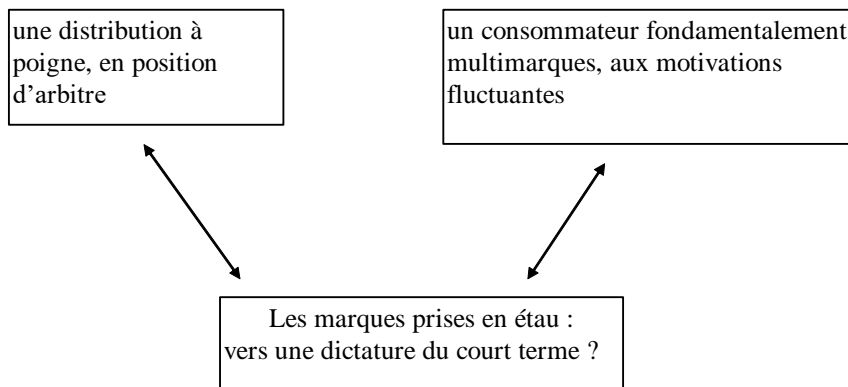 une distribution à
poigne, en position
d’arbitre
un consommateur fondamentalement
multimarques, aux motivations
fluctuantes
Les marques prises en étau :
vers une dictature du court terme ?